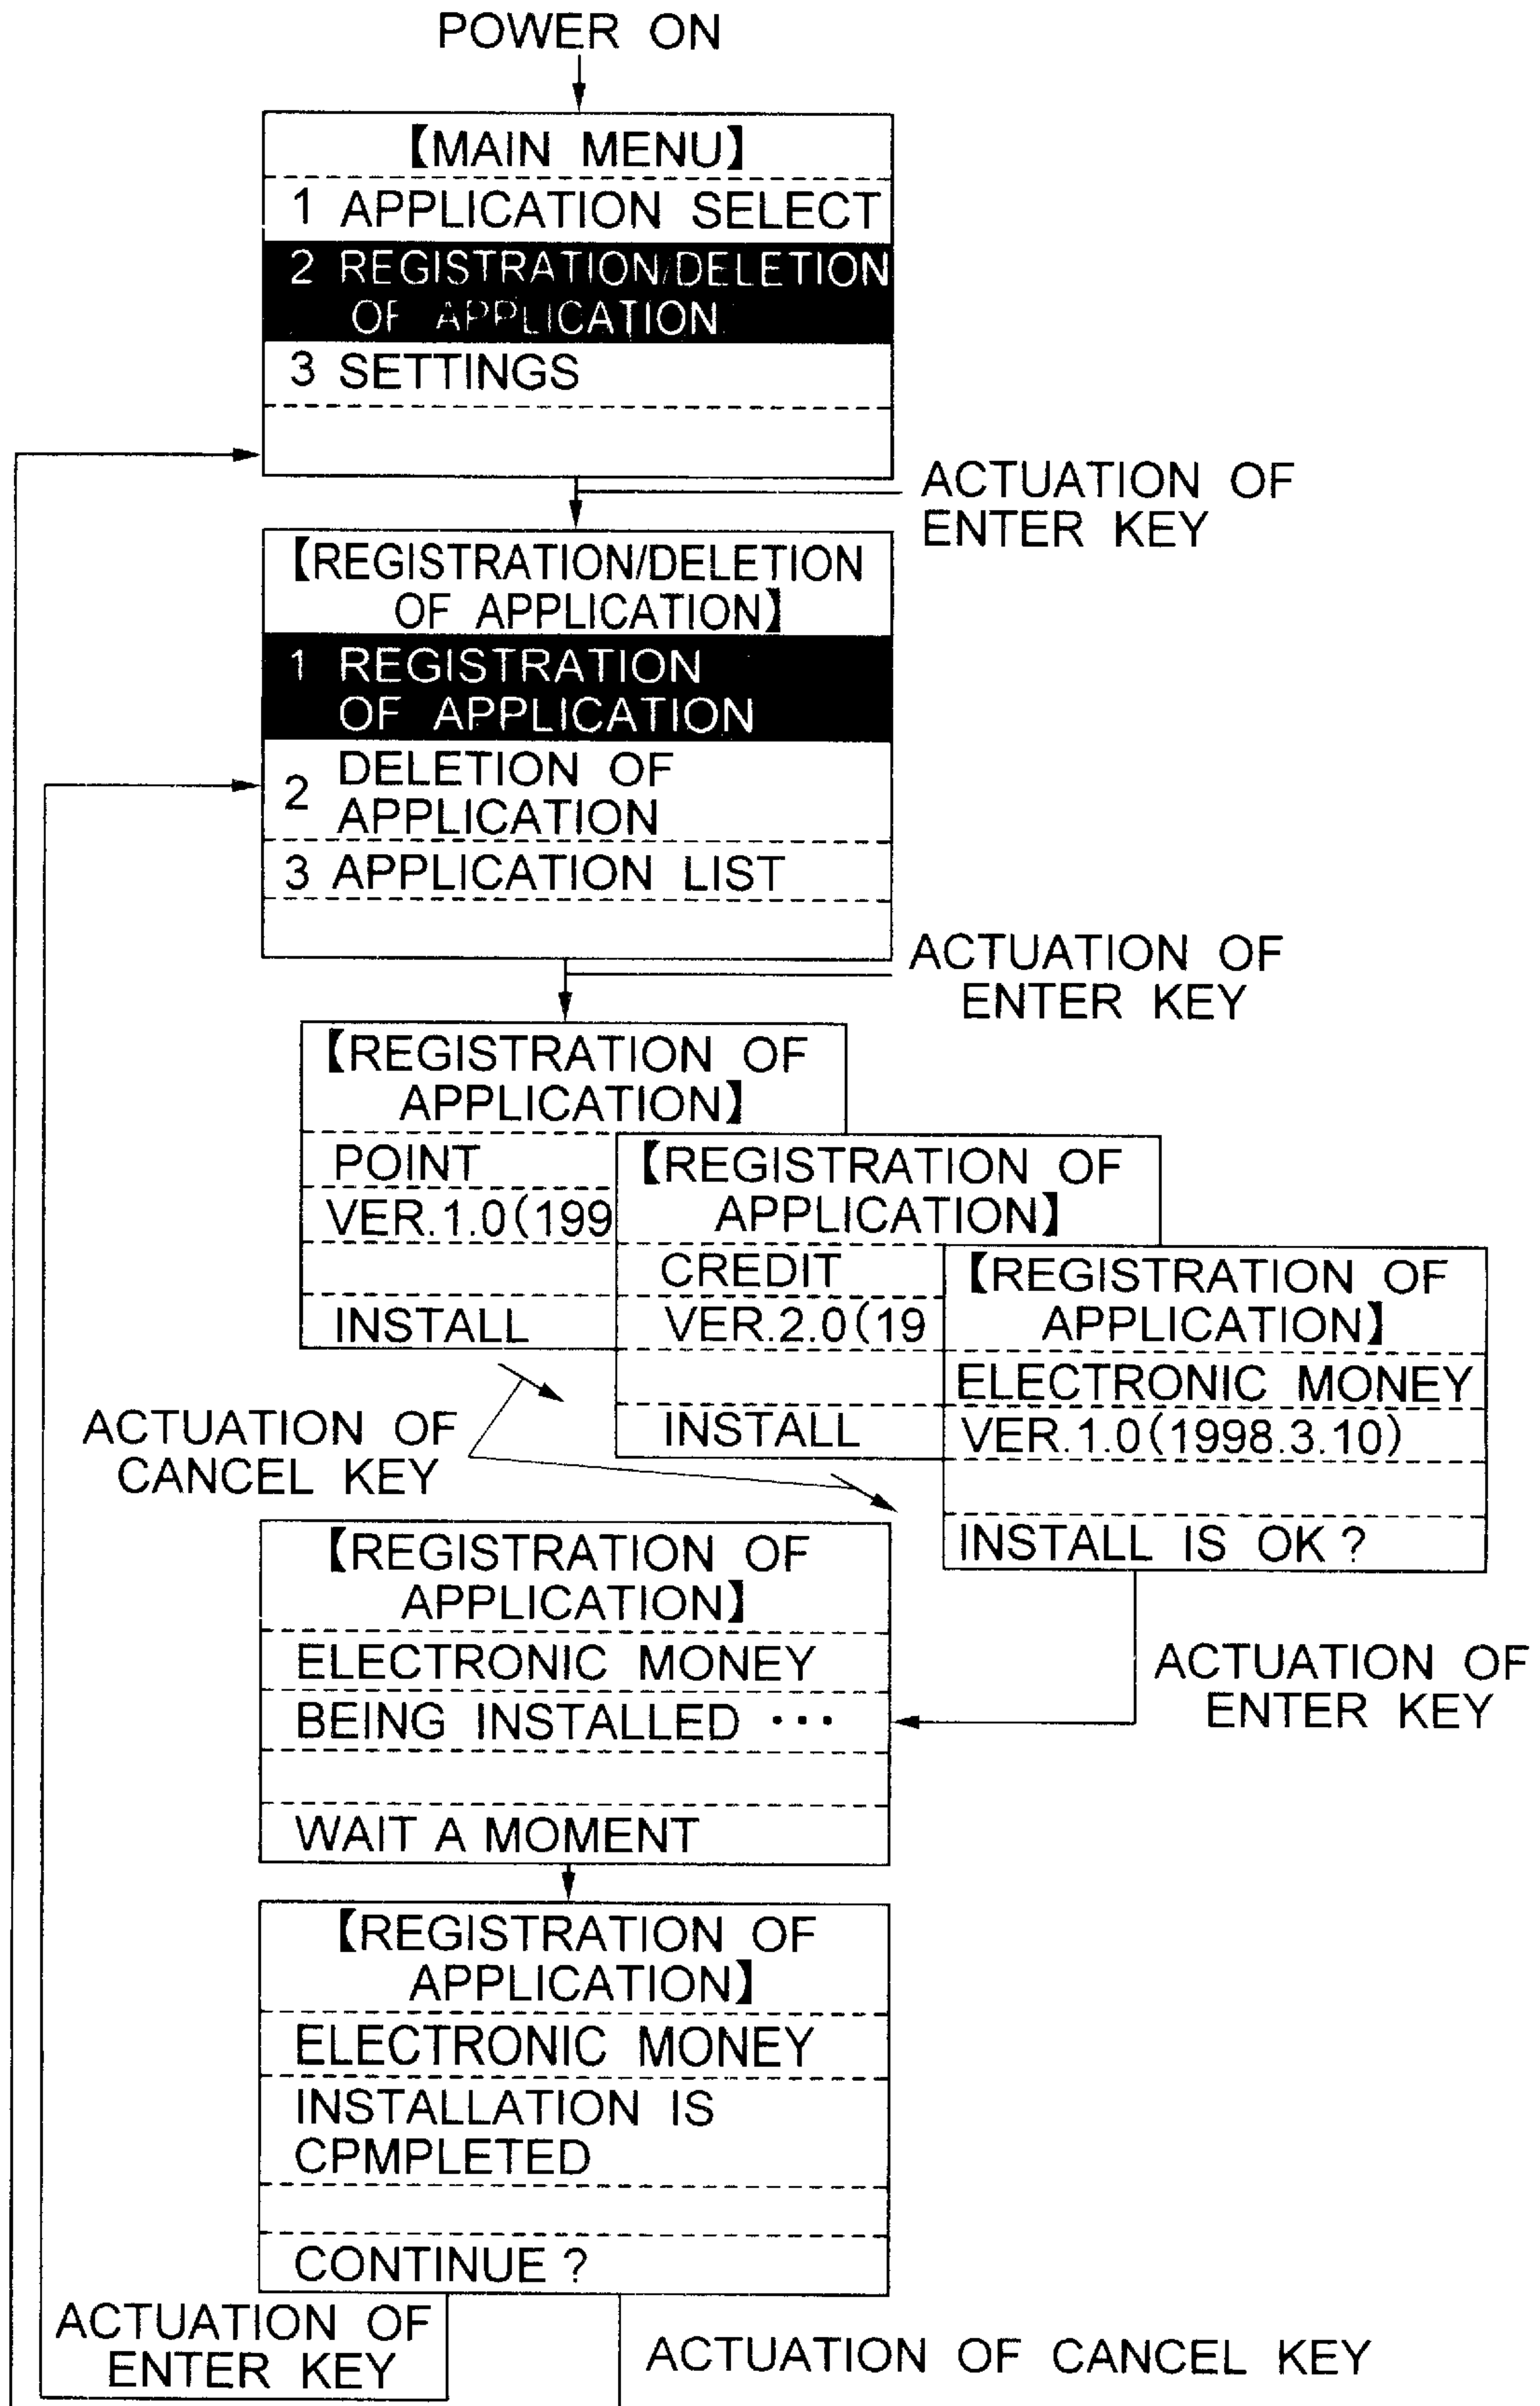 POWER ON
【MAIN MENU】
1 APPLICATION SELECT
2 REGISTRATION/DELETION
OF APPLICATION
3 SETTINGS
ACTUATION OF
ENTER KEY
【REGISTRATION/DELETION
OF APPLICATION】
1 REGISTRATION
OF APPLICATION
2 DELETION OF
APPLICATION
3 APPLICATION LIST
ACTUATION OF
ENTER KEY
【REGISTRATION OF
APPLICATION】
POINT
VER.1.0(199
INSTALL
【REGISTRATION OF
APPLICATION】
CREDIT
VER.2.0(19
INSTALL
【REGISTRATION OF
APPLICATION】
ELECTRONIC MONEY
VER.1.0(1998.3.10)
INSTALL IS OK?
ACTUATION OF
CANCEL KEY
ACTUATION OF
ENTER KEY
【REGISTRATION OF
APPLICATION】
ELECTRONIC MONEY
BEING INSTALLED ···
WAIT A MOMENT
【REGISTRATION OF
APPLICATION】
ELECTRONIC MONEY
INSTALLATION IS
CPMPLETED
CONTINUE?
ACTUATION OF
ENTER KEY
ACTUATION OF CANCEL KEY